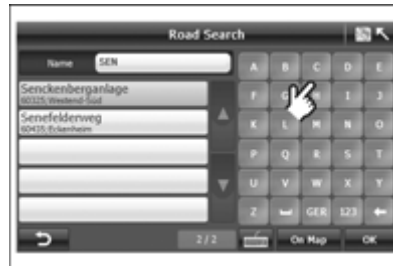 Road Search
Name SEN
A B C D E
Senckenberganlage
60325;Westend-Süd
F G I J
Senefelderweg
60435;Eckenheim
K L M N O
P Q R S T
U V W X Y
Z GER 123
2/2 On Map OK